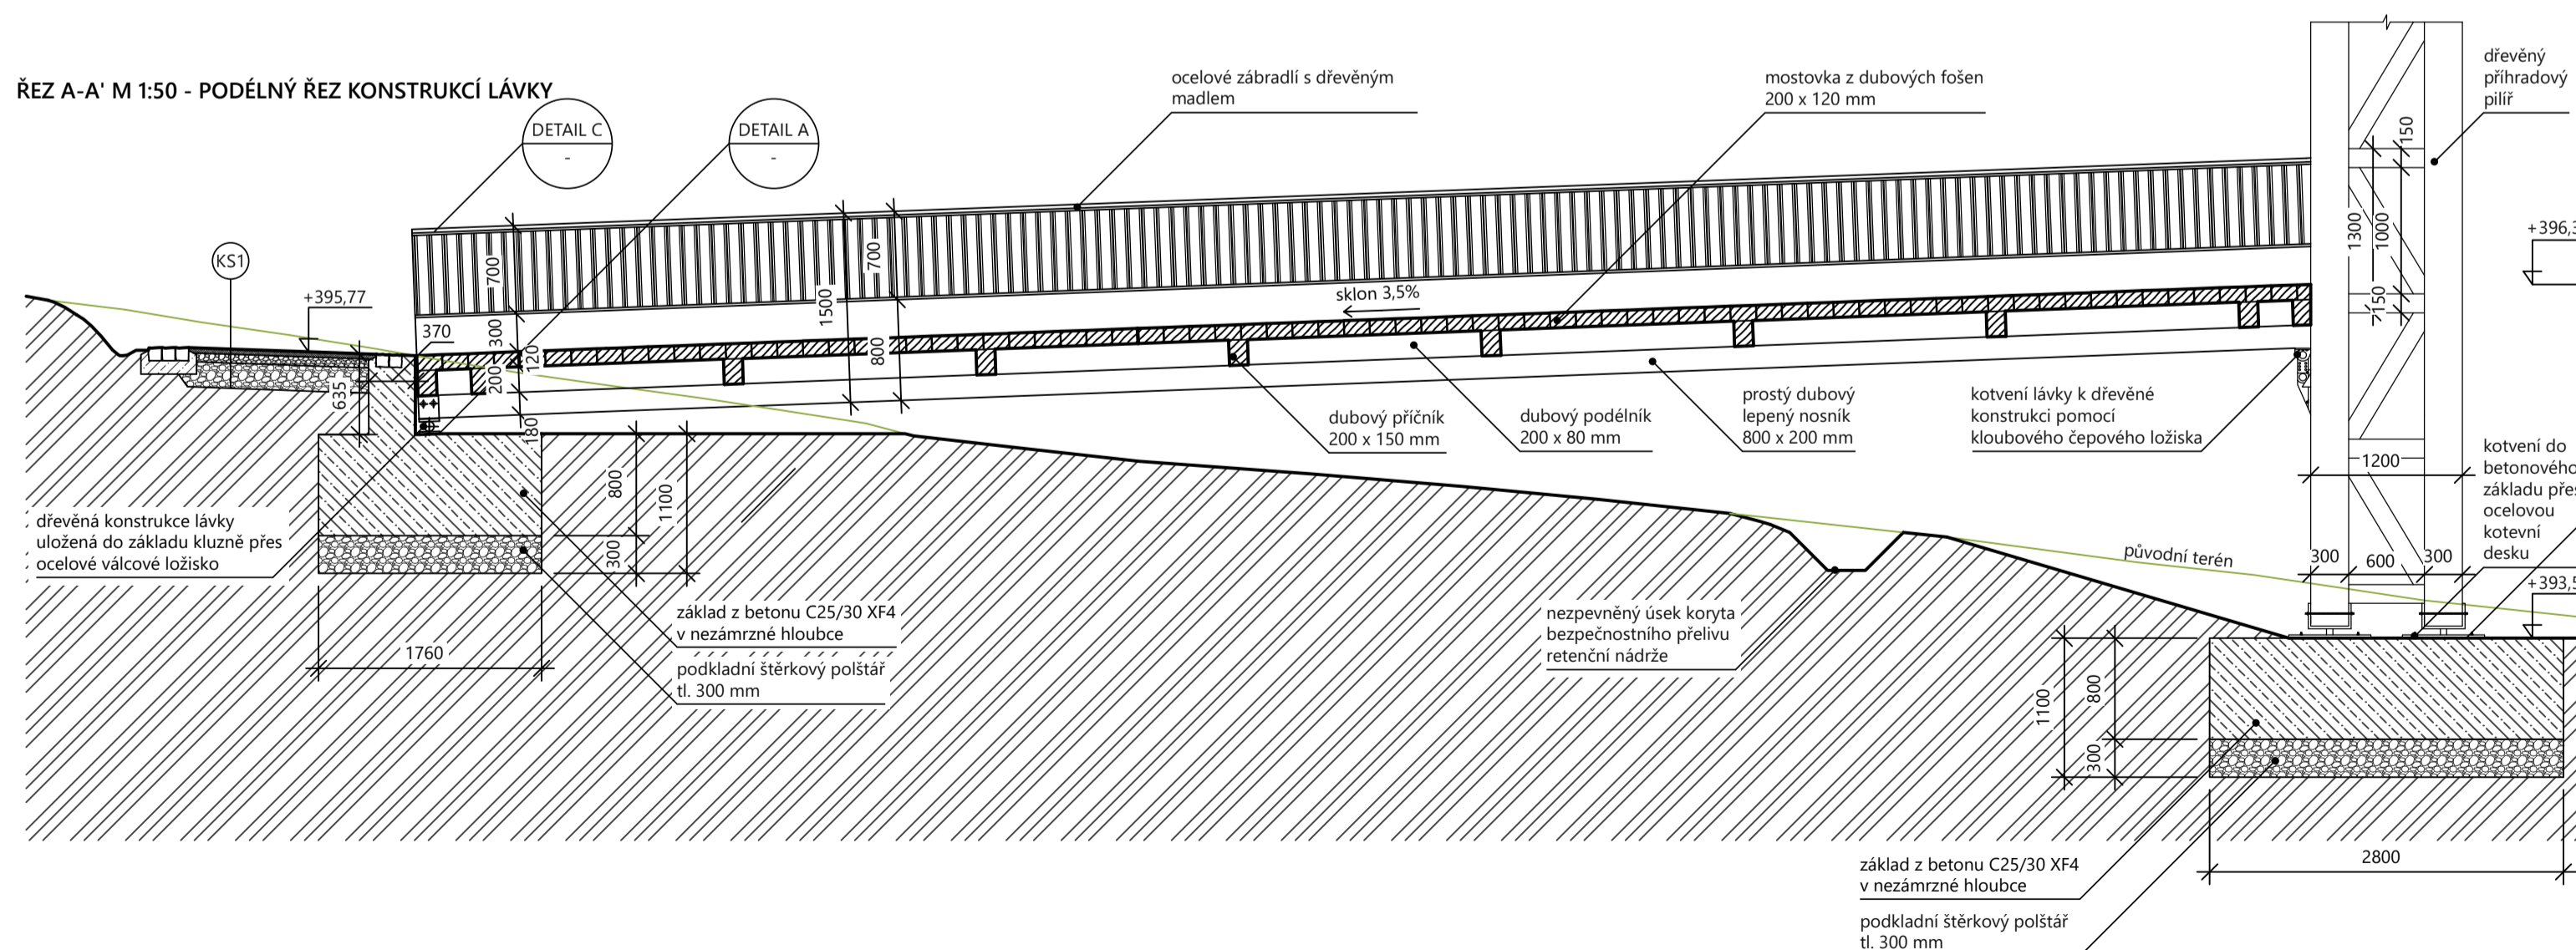 ŘEZ A-A' M 1:50 - PODÉLNÝ ŘEZ KONSTRUKCÍ LÁVKY
DETAIL C
-
DETAIL A
-
ocelové zábradlí s dřevěným
madlem
mostovka z dubových fošen
200 x 120 mm
dřevěný
příhradový
pilíř
KS1
+395,77
370
635
700
300
120
200
180
1500
700
800
sklon 3,5%
150
1300
1000
150
+396,3
dubový příčník
200 x 150 mm
dubový podélník
200 x 80 mm
prostý dubový
lepený nosník
800 x 200 mm
kotvení lávky k dřevěné
konstrukci pomocí
kloubového čepového ložiska
1200
kotvení do
betonového
základu přes
ocelovou
kotevní
desku
300
600
300
+393,5
původní terén
dřevěná konstrukce lávky
uložená do základu kluzně přes
ocelové válcové ložisko
800
1100
300
1760
základ z betonu C25/30 XF4
v nezámrzné hloubce
podkladní štěrkový polštář
tl. 300 mm
nezpevněný úsek koryta
bezpečnostního přelivu
retenční nádrže
1100
800
300
2800
základ z betonu C25/30 XF4
v nezámrzné hloubce
podkladní štěrkový polštář
tl. 300 mm